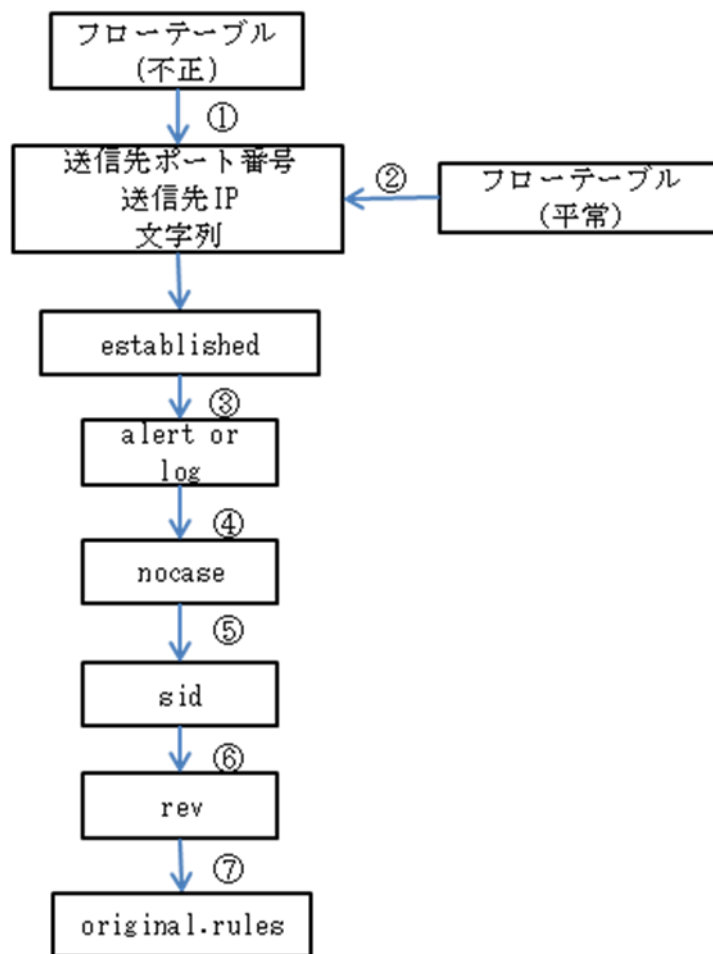 フローテーブル
(不正)
①
送信先ポート番号
送信先IP
文字列
②
フローテーブル
(平常)
established
③
alert or
log
④
nocase
⑤
sid
⑥
rev
⑦
original.rules